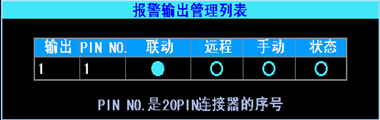 报警输出管理列表
输出 PIN NO. 联动 远程 手动 状态
1 1
PIN NO.是20PIN连接器的序号